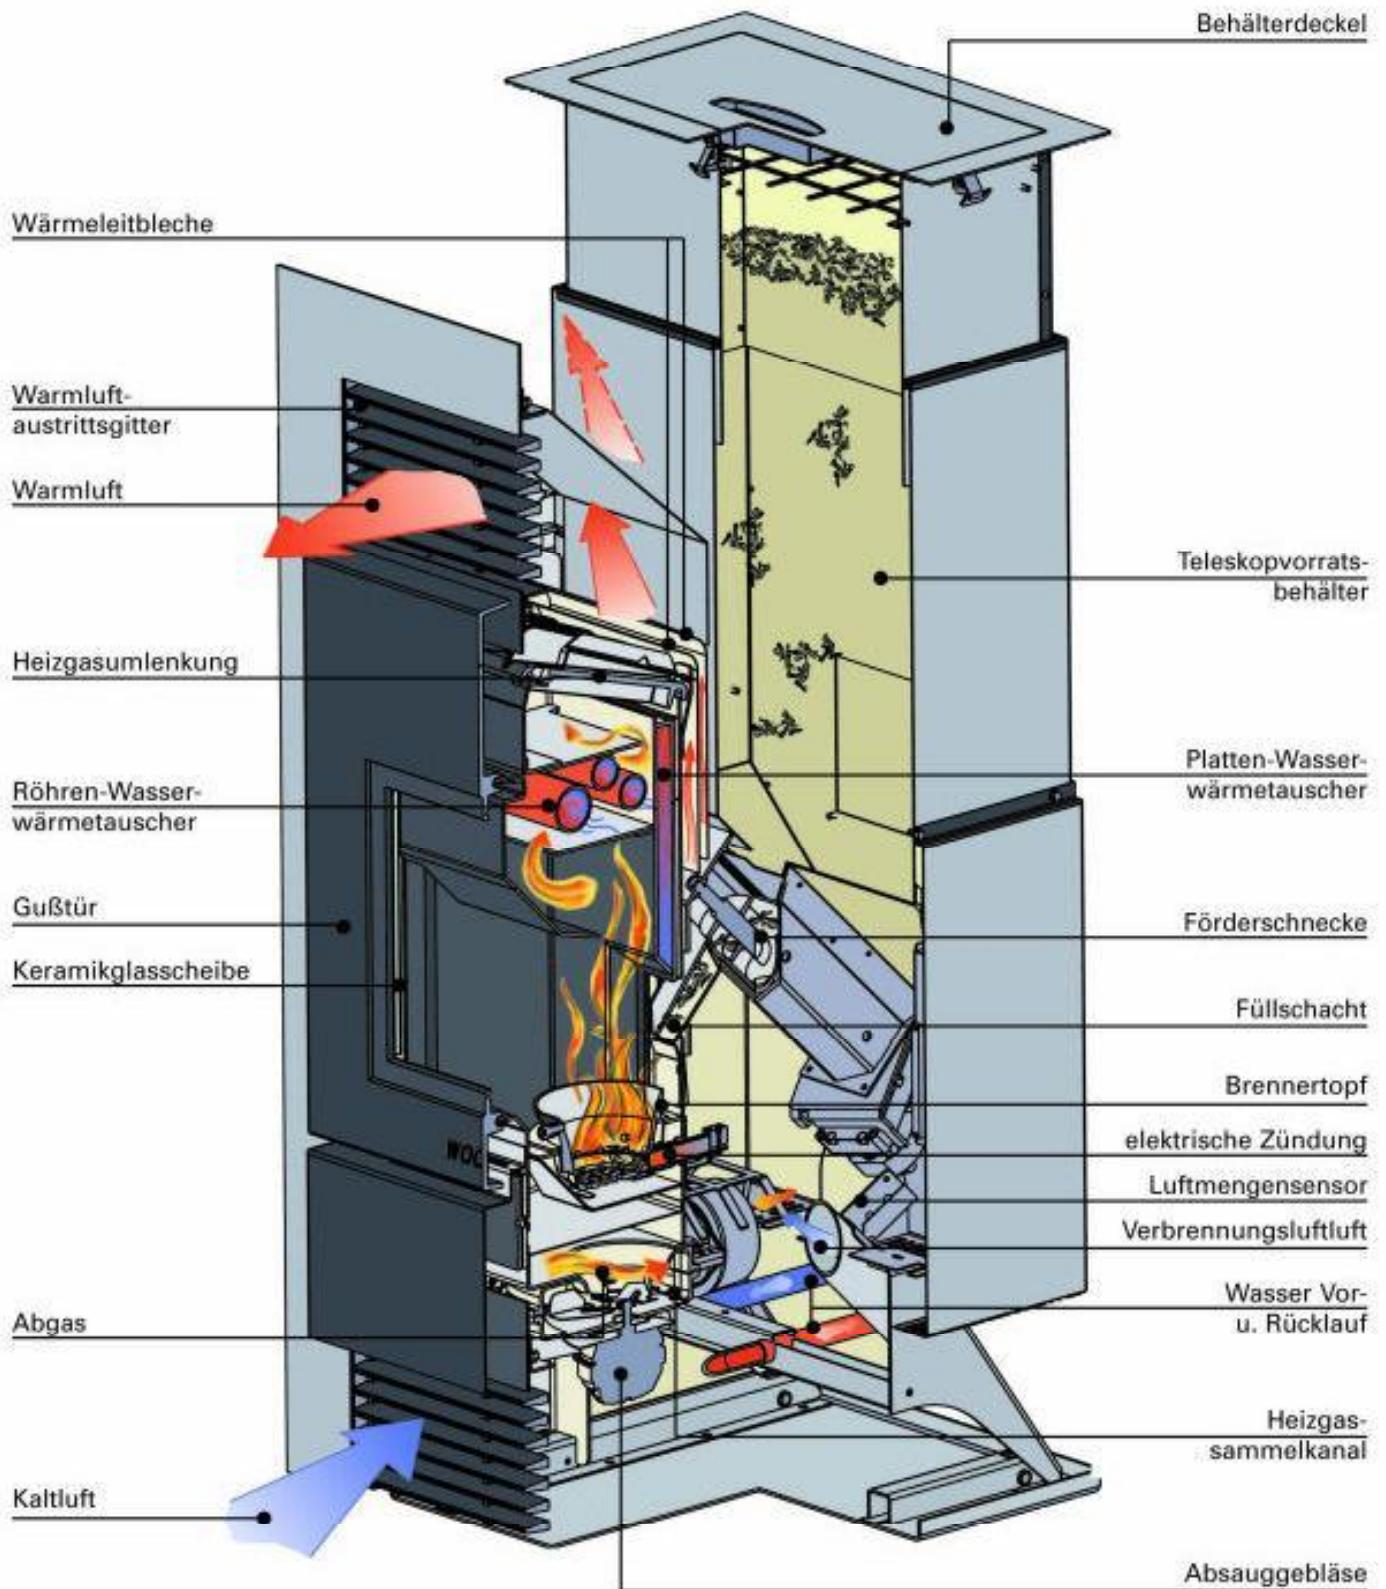 Behälterdeckel
Wärmeleitbleche
Warmluft-
austrittsgitter
Warmluft
Teleskopvorrats-
behälter
Heizgasumlenkung
Platten-Wasser-
wärmetauscher
Röhren-Wasser-
wärmetauscher
Gußtür
Förderschnecke
Keramikglasscheibe
Füllschacht
Brennertopf
elektrische Zündung
WOD
Luftmengensensor
Verbrennungsluftluft
Wasser Vor-
u. Rücklauf
Abgas
Heizgas-
sammelkanal
Kaltluft
Absauggebläse